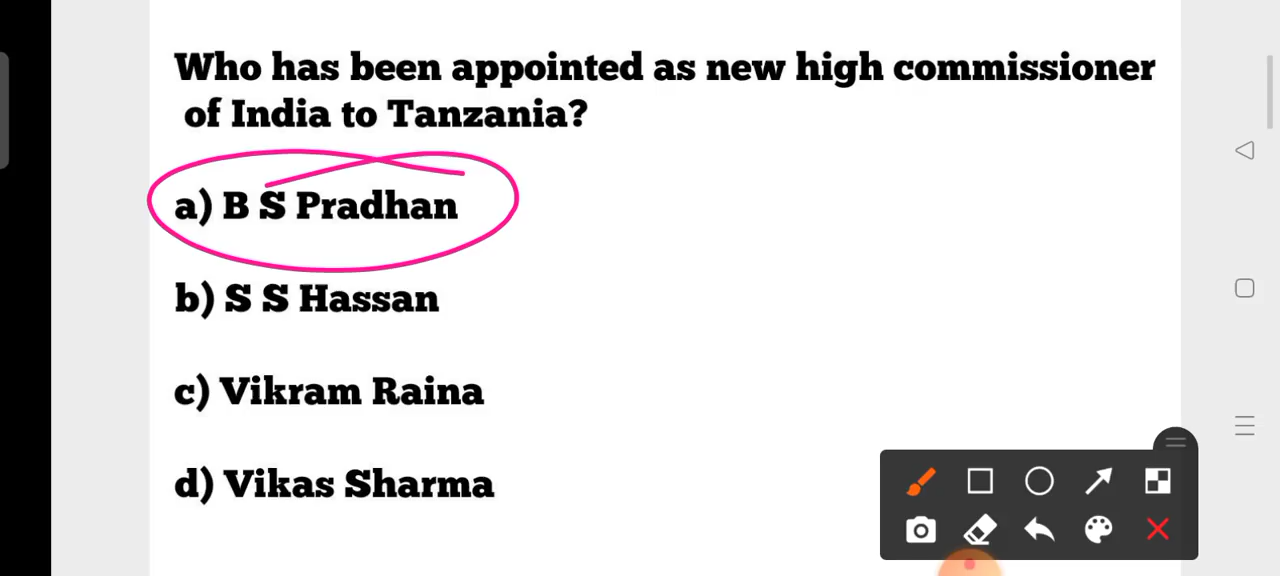 Who has been appointed as new high commissioner
of India to Tanzania?
a) B S Pradhan
b) S S Hassan
c) Vikram Raina
d) Vikas Sharma